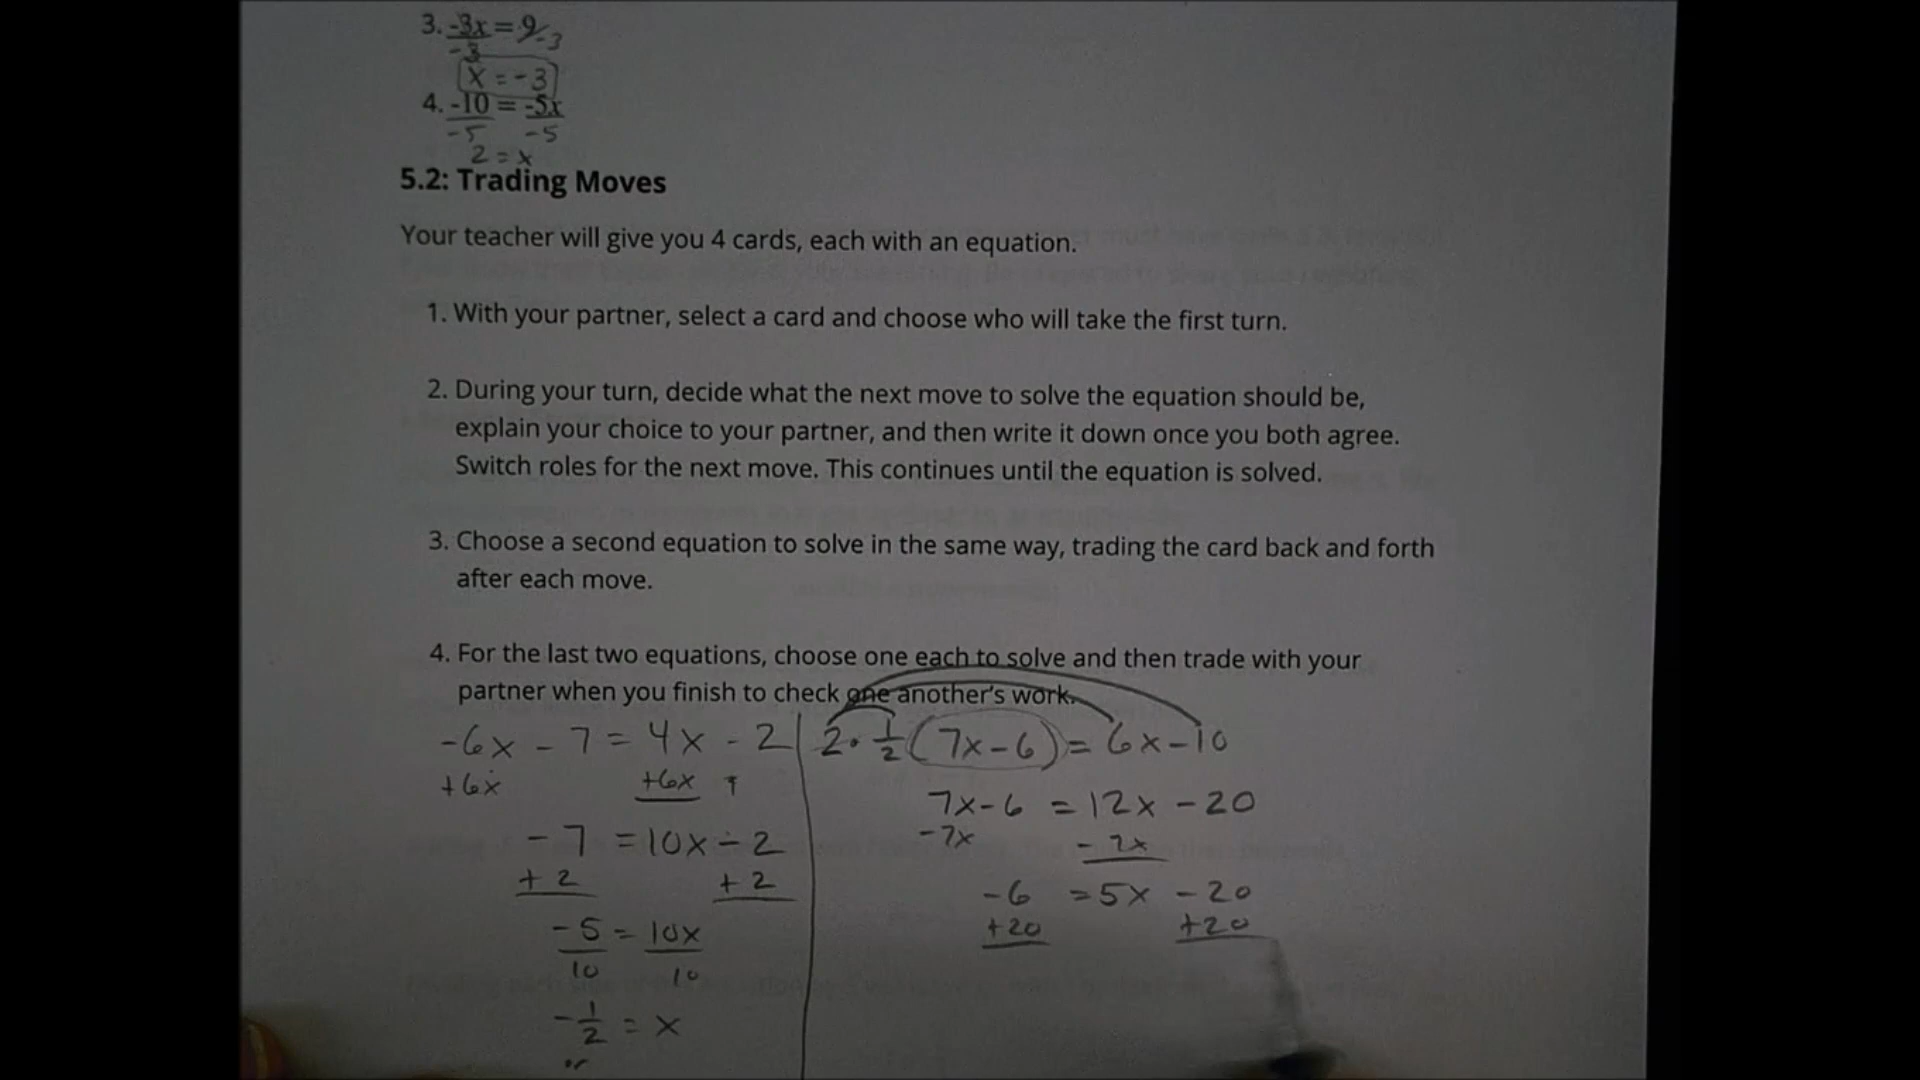 3. -3x = 9/-3
-3
x = -3
4. -10 = -5x
-5 -5
2 = x
5.2: Trading Moves
Your teacher will give you 4 cards, each with an equation.
1. With your partner, select a card and choose who will take the first turn.
2. During your turn, decide what the next move to solve the equation should be,
explain your choice to your partner, and then write it down once you both agree.
Switch roles for the next move. This continues until the equation is solved.
3. Choose a second equation to solve in the same way, trading the card back and forth
after each move.
4. For the last two equations, choose one each to solve and then trade with your
partner when you finish to check one another's work.
-6x - 7 = 4x - 2
+6x +6x
-7 = 10x - 2
+2 +2
-5 = 10x
10 10
-1/2 = x
or
2 · 1/2 (7x - 6) = 6x - 10
7x - 6 = 12x - 20
-7x - 7x
-6 = 5x - 20
+20 +20